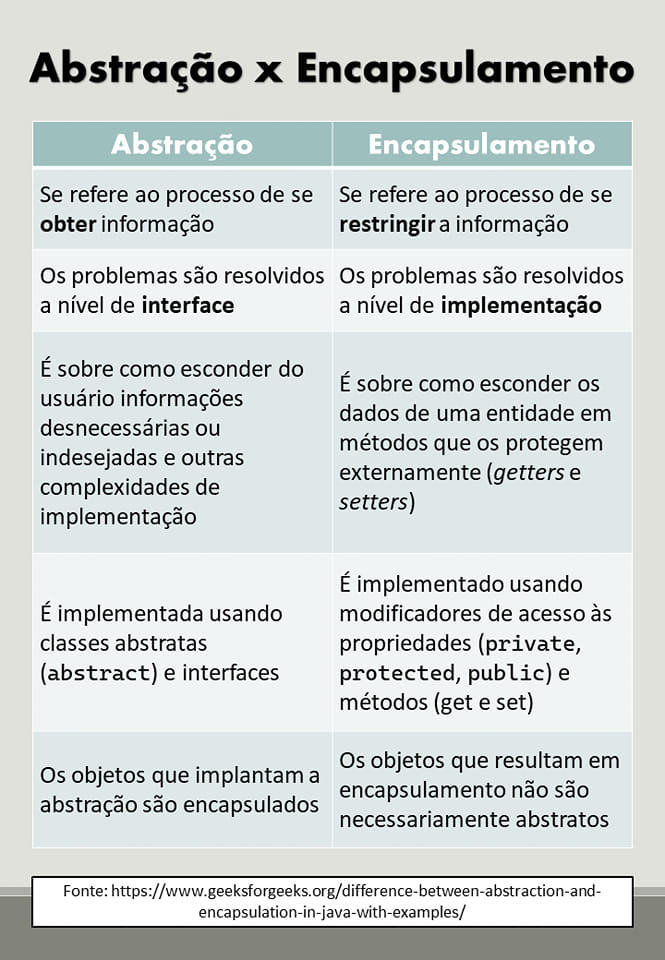 Abstração x Encapsulamento
Abstração
Encapsulamento
Se refere ao processo de se
obter informação
Se refere ao processo de se
restringir a informação
Os problemas são resolvidos
a nível de interface
Os problemas são resolvidos
a nível de implementação
É sobre como esconder do
usuário informações
desnecessárias ou
indesejadas e outras
complexidades de
implementação
É sobre como esconder os
dados de uma entidade em
métodos que os protegem
externamente (getters e
setters)
É implementada usando
classes abstratas
(abstract) e interfaces
É implementado usando
modificadores de acesso às
propriedades (private,
protected, public) e
métodos (get e set)
Os objetos que implantam a
abstração são encapsulados
Os objetos que resultam em
encapsulamento não são
necessariamente abstratos
Fonte: https://www.geeksforgeeks.org/difference-between-abstraction-and-
encapsulation-in-java-with-examples/